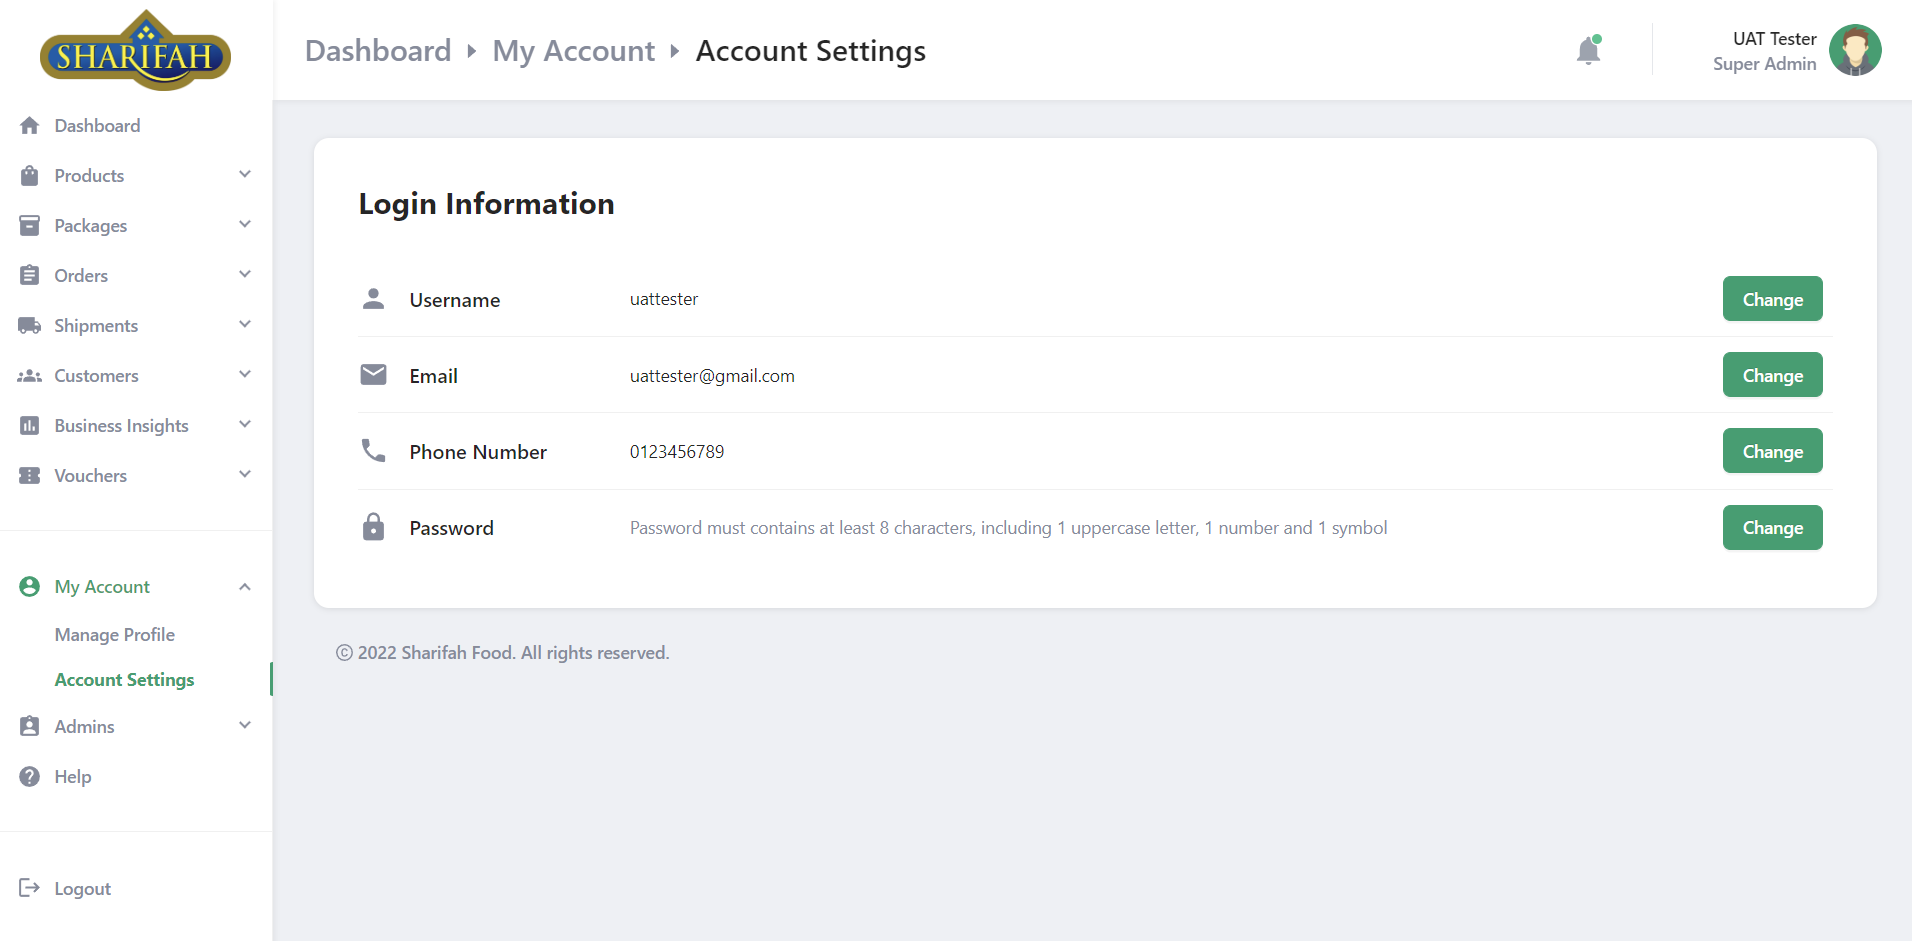 SHARIFAH
Dashboard
Products
Packages
Orders
Shipments
Customers
Business Insights
Vouchers
My Account
Manage Profile
Account Settings
Admins
Help
Logout
Dashboard My Account Account Settings
UAT Tester
Super Admin
Login Information
Username uattester Change
Email uattester@gmail.com Change
Phone Number 0123456789 Change
Password Password must contains at least 8 characters, including 1 uppercase letter, 1 number and 1 symbol Change
© 2022 Sharifah Food. All rights reserved.